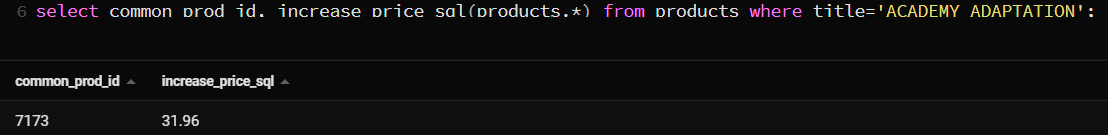 6 select common_prod_id, increase_price_sql(products.*) from products where title='ACADEMY ADAPTATION';
common_prod_id increase_price_sql
7173 31.96